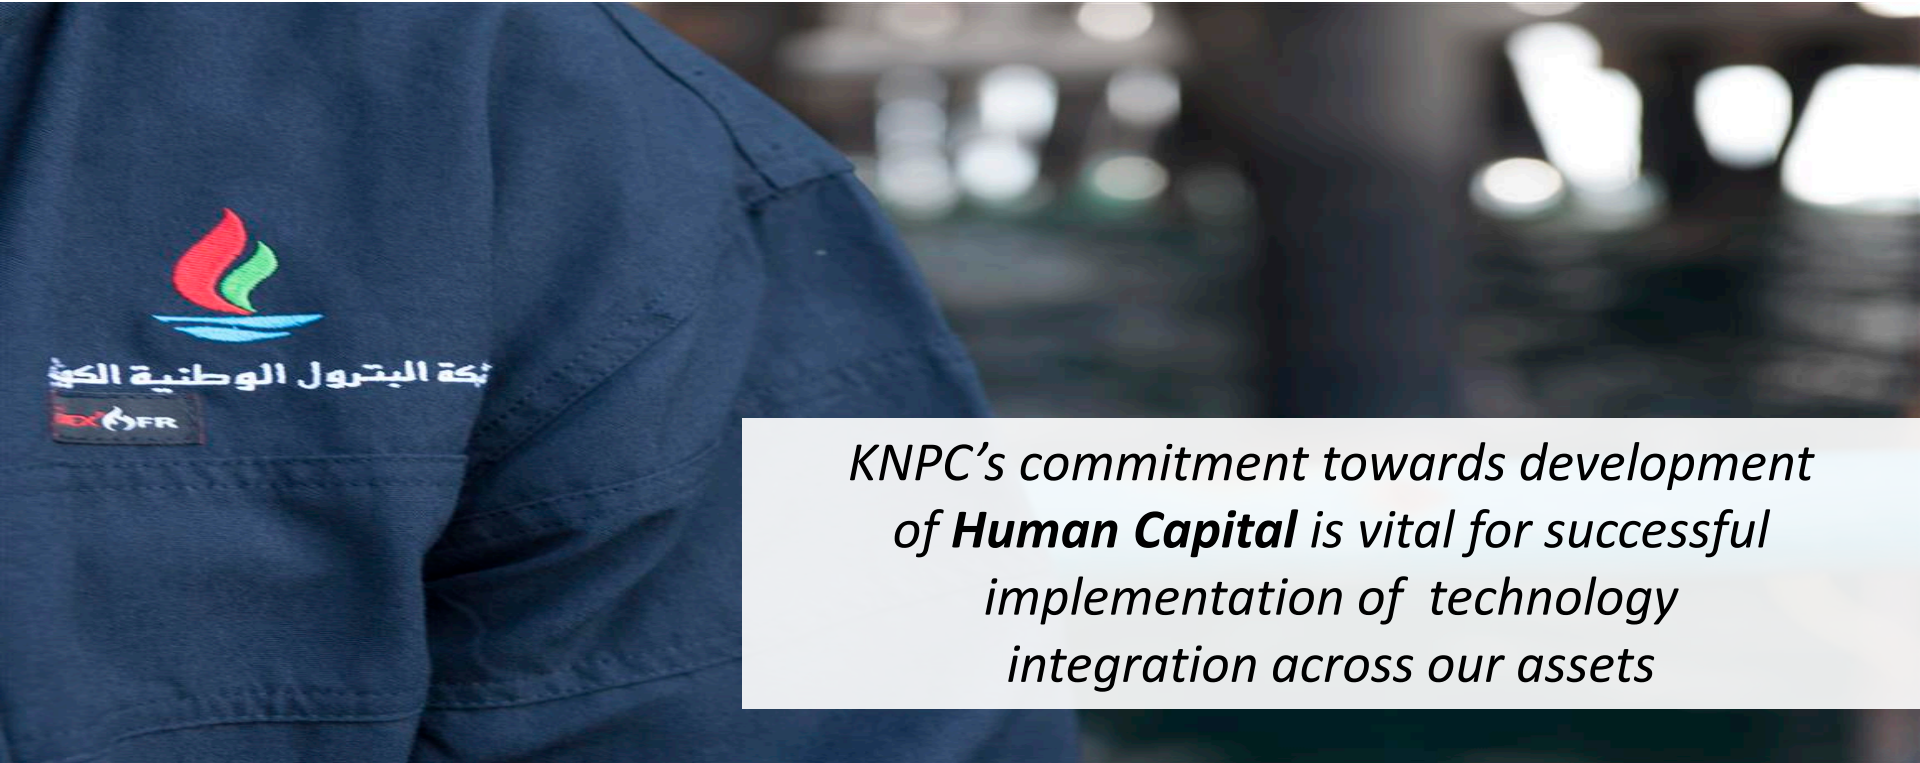 البترول الوطنية
FR
KNPC’s commitment towards development
of Human Capital is vital for successful
implementation of technology
integration across our assets